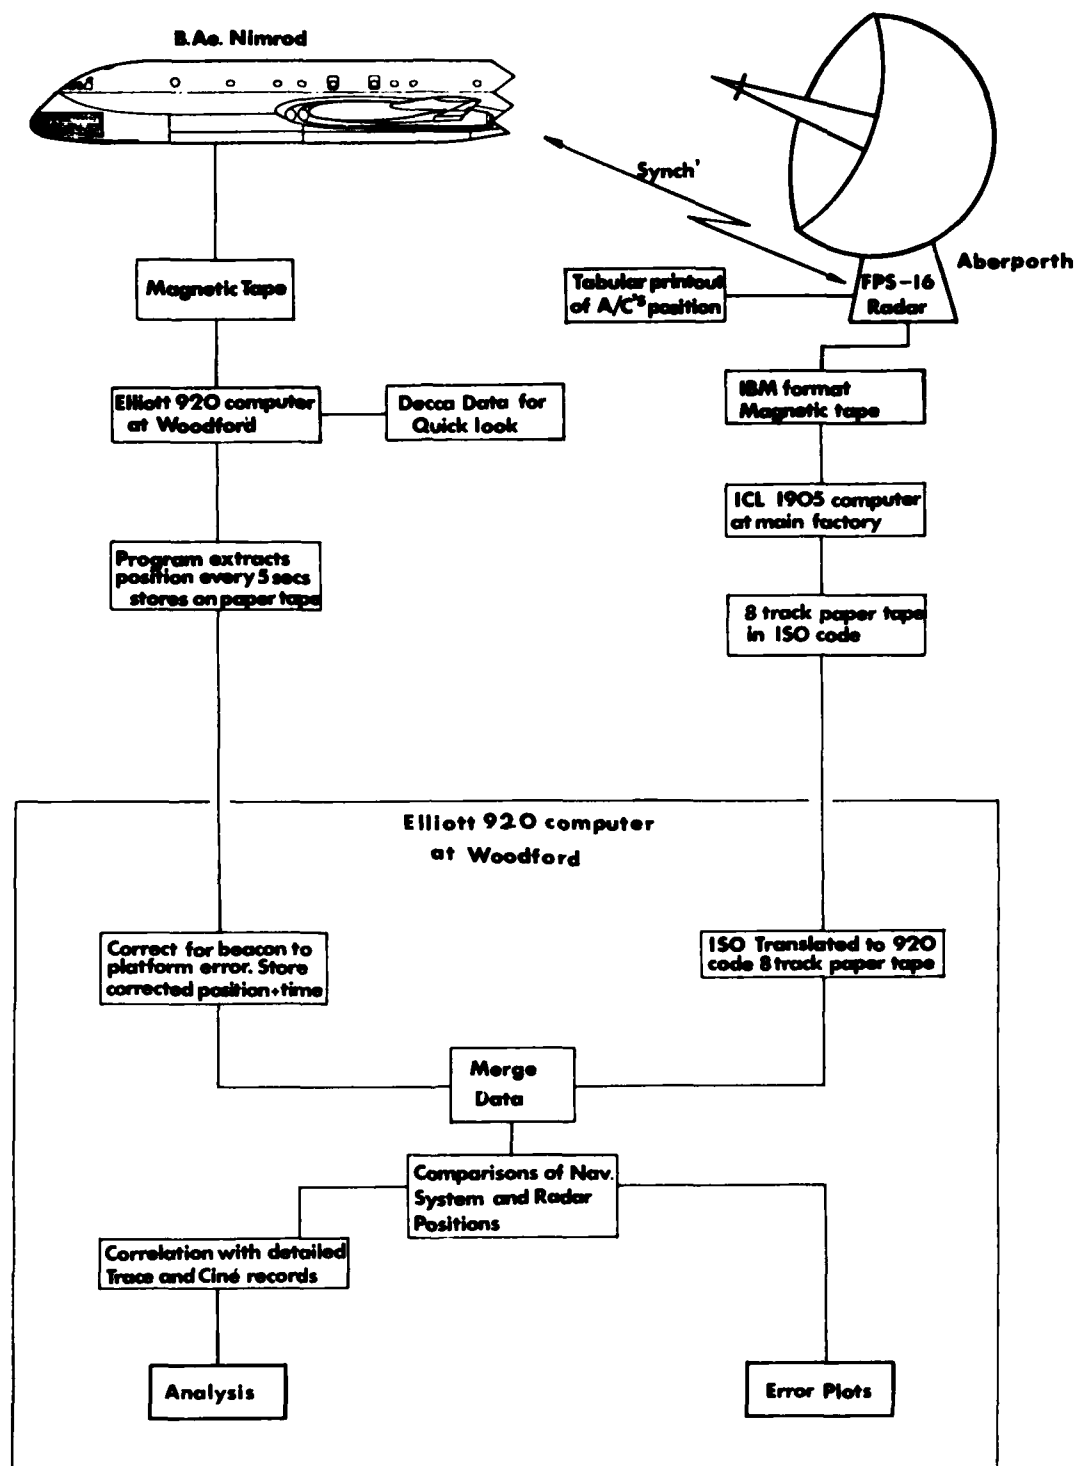 B.Ae. Nimrod
Synch'
Aberporth
FPS-16
Radar
Tabular printout
of A/C's position
Magnetic Tape
IBM format
Magnetic tape
Elliott 920 computer
at Woodford
Decca Data for
Quick look
ICL 1905 computer
at main factory
Program extracts
position every 5 secs
stores on paper tape
8 track paper tape
in ISO code
Elliott 920 computer
at Woodford
Correct for beacon to
platform error. Store
corrected position+time
ISO Translated to 920
code 8 track paper tape
Merge
Data
Comparisons of Nav.
System and Radar
Positions
Correlation with detailed
Trace and Ciné records
Analysis
Error Plots